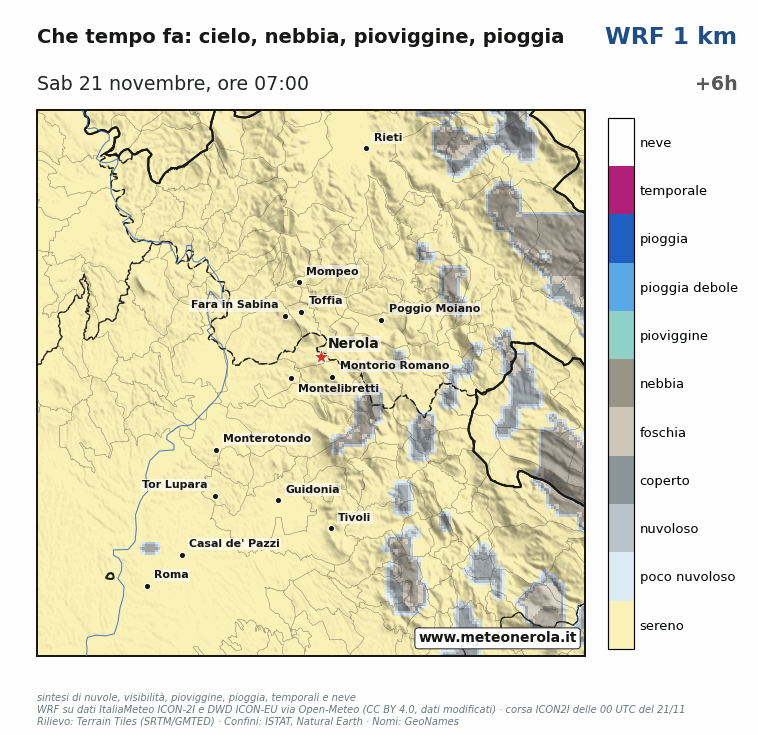 Che tempo fa: cielo, nebbia, pioviggine, pioggia
WRF 1 km
Sab 21 novembre, ore 07:00
+6h
Rieti
Mompeo
Fara in Sabina
Toffia
Poggio Moiano
Nerola
Montorio Romano
Montelibretti
Monterotondo
Tor Lupara
Guidonia
Tivoli
Casal de' Pazzi
Roma
www.meteonerola.it
neve
temporale
pioggia
pioggia debole
pioviggine
nebbia
foschia
coperto
nuvoloso
poco nuvoloso
sereno
sintesi di nuvole, visibilità, pioviggine, pioggia, temporali e neve
WRF su dati ItaliaMeteo ICON-2I e DWD ICON-EU via Open-Meteo (CC BY 4.0, dati modificati) · corsa ICON2I delle 00 UTC del 21/11
Rilievo: Terrain Tiles (SRTM/GMTED) · Confini: ISTAT, Natural Earth · Nomi: GeoNames